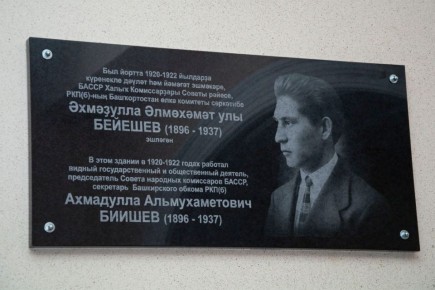 Был йортта 1920-1922 йылдарҙа
күренекле дәүләт һәм йәмәғәт эшмәкәре,
БАССР Халыҡ Комиссарҙары Советы рәйесе,
РКП(б)-ның Башҡортостан өлкә комитеты секретаре
Әхмәҙулла Әлмөхәмәт улы
БЕЙЕШЕВ (1896 - 1937)
эшләгән
В этом здании в 1920-1922 годах работал
видный государственный и общественный деятель,
председатель Совета народных комиссаров БАССР,
секретарь Башкирского обкома РКП(б)
Ахмадулла Альмухаметович
БИИШЕВ (1896 - 1937)